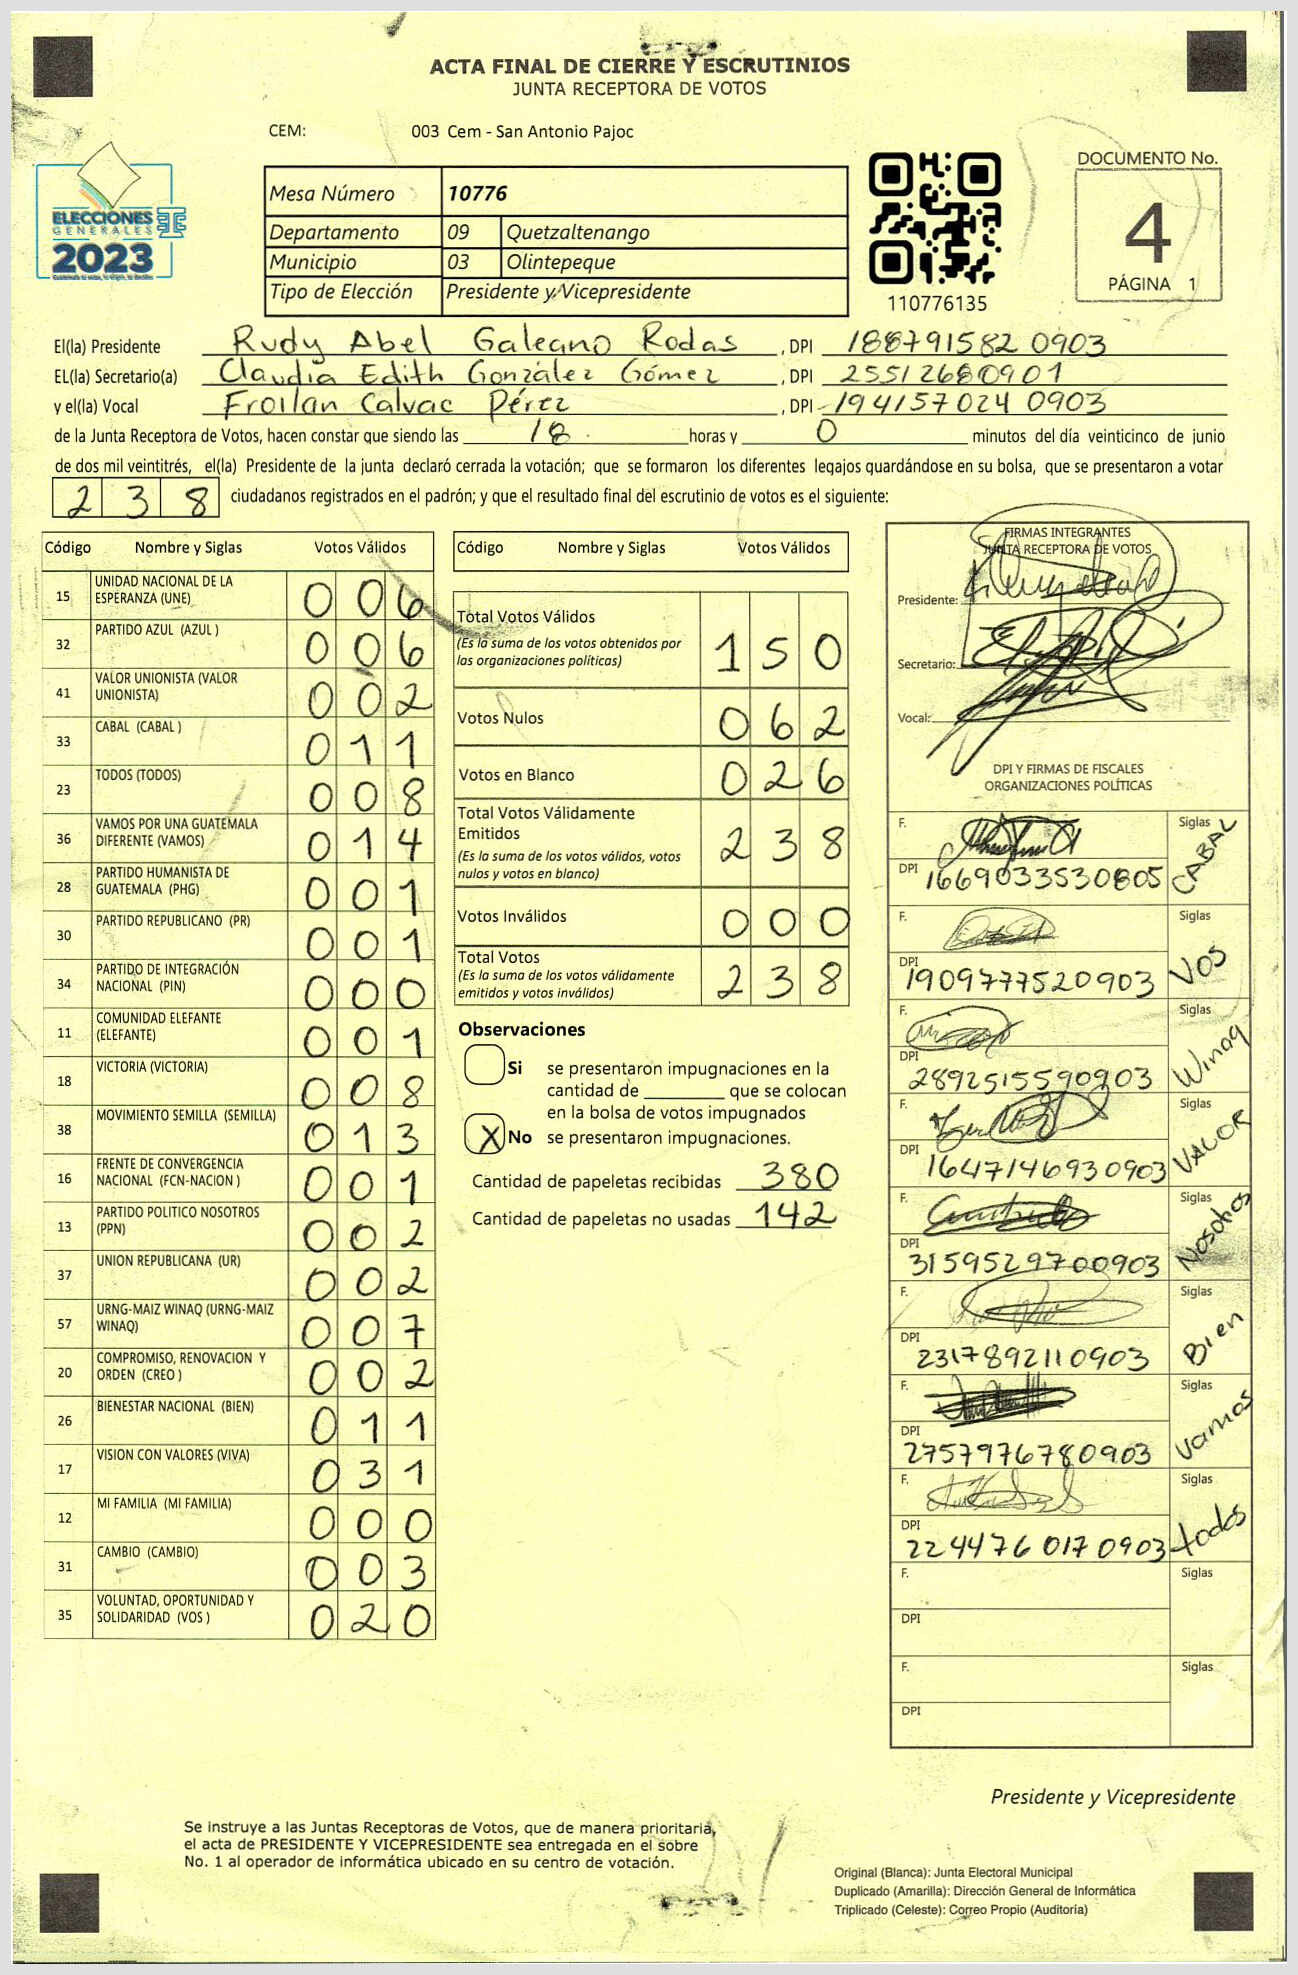 ACTA FINAL DE CIERRE Y ESCRUTINIOS
JUNTA RECEPTORA DE VOTOS
CEM: 003 Cem - San Antonio Pajoc
ELECCIONES
GENERALES
2023
Mesa Número 10776
Departamento 09 Quetzaltenango
Municipio 03 Olintepeque
Tipo de Elección Presidente y Vicepresidente
110776135
DOCUMENTO No.
4
PÁGINA 1
El(la) Presidente Rudy Abel Galeano Rodas , DPI 188791582 0903
EL(la) Secretario(a) Claudia Edith González Gómez , DPI 2551268090901
y el(la) Vocal Froilan Calvac Pérez , DPI 194157024 0903
de la Junta Receptora de Votos, hacen constar que siendo las 18 horas y 0 minutos del día veinticinco de junio
de dos mil veintitrés, el(la) Presidente de la junta declaró cerrada la votación; que se formaron los diferentes legajos guardándose en su bolsa, que se presentaron a votar
238 ciudadanos registrados en el padrón; y que el resultado final del escrutinio de votos es el siguiente:
Código Nombre y Siglas Votos Válidos
15 UNIDAD NACIONAL DE LA ESPERANZA (UNE) 006
32 PARTIDO AZUL (AZUL ) 006
41 VALOR UNIONISTA (VALOR UNIONISTA) 002
33 CABAL (CABAL ) 011
23 TODOS (TODOS) 008
36 VAMOS POR UNA GUATEMALA DIFERENTE (VAMOS) 014
28 PARTIDO HUMANISTA DE GUATEMALA (PHG) 001
30 PARTIDO REPUBLICANO (PR) 001
34 PARTIDO DE INTEGRACIÓN NACIONAL (PIN) 000
11 COMUNIDAD ELEFANTE (ELEFANTE) 001
18 VICTORIA (VICTORIA) 008
38 MOVIMIENTO SEMILLA (SEMILLA) 013
16 FRENTE DE CONVERGENCIA NACIONAL (FCN-NACION ) 001
13 PARTIDO POLITICO NOSOTROS (PPN) 002
37 UNION REPUBLICANA (UR) 002
57 URNG-MAIZ WINAQ (URNG-MAIZ WINAQ) 007
20 COMPROMISO, RENOVACION Y ORDEN (CREO ) 002
26 BIENESTAR NACIONAL (BIEN) 011
17 VISION CON VALORES (VIVA) 031
12 MI FAMILIA (MI FAMILIA) 000
31 CAMBIO (CAMBIO) 003
35 VOLUNTAD, OPORTUNIDAD Y SOLIDARIDAD (VOS ) 020
Código Nombre y Siglas Votos Válidos
Total Votos Válidos 150
(Es la suma de los votos obtenidos por
las organizaciones políticas)
Votos Nulos 062
Votos en Blanco 026
Total Votos Válidamente
Emitidos 238
(Es la suma de los votos válidos, votos
nulos y votos en blanco)
Votos Inválidos 000
Total Votos 238
(Es la suma de los votos válidamente
emitidos y votos inválidos)
Observaciones
Si se presentaron impugnaciones en la
cantidad de ________ que se colocan
en la bolsa de votos impugnados
X No se presentaron impugnaciones.
Cantidad de papeletas recibidas 380
Cantidad de papeletas no usadas 142
FIRMAS INTEGRANTES
JUNTA RECEPTORA DE VOTOS
Presidente:
Secretario:
Vocal:
DPI Y FIRMAS DE FISCALES
ORGANIZACIONES POLÍTICAS
F. Siglas CABAL
DPI 1669033530805
F. Siglas VOS
DPI 1909777520903
F. Siglas Winaq
DPI 2892515590903
F. Siglas VALOR
DPI 1647146930903
F. Siglas Nosotros
DPI 3159529700903
F. Siglas Bien
DPI 2317892110903
F. Siglas Vamos
DPI 2757976780903
F. Siglas todos
DPI 224476 017 0903
F. Siglas
DPI
F. Siglas
DPI
Presidente y Vicepresidente
Se instruye a las Juntas Receptoras de Votos, que de manera prioritaria,
el acta de PRESIDENTE Y VICEPRESIDENTE sea entregada en el sobre
No. 1 al operador de informática ubicado en su centro de votación.
Original (Blanca): Junta Electoral Municipal
Duplicado (Amarilla): Dirección General de Informática
Triplicado (Celeste): Correo Propio (Auditoría)